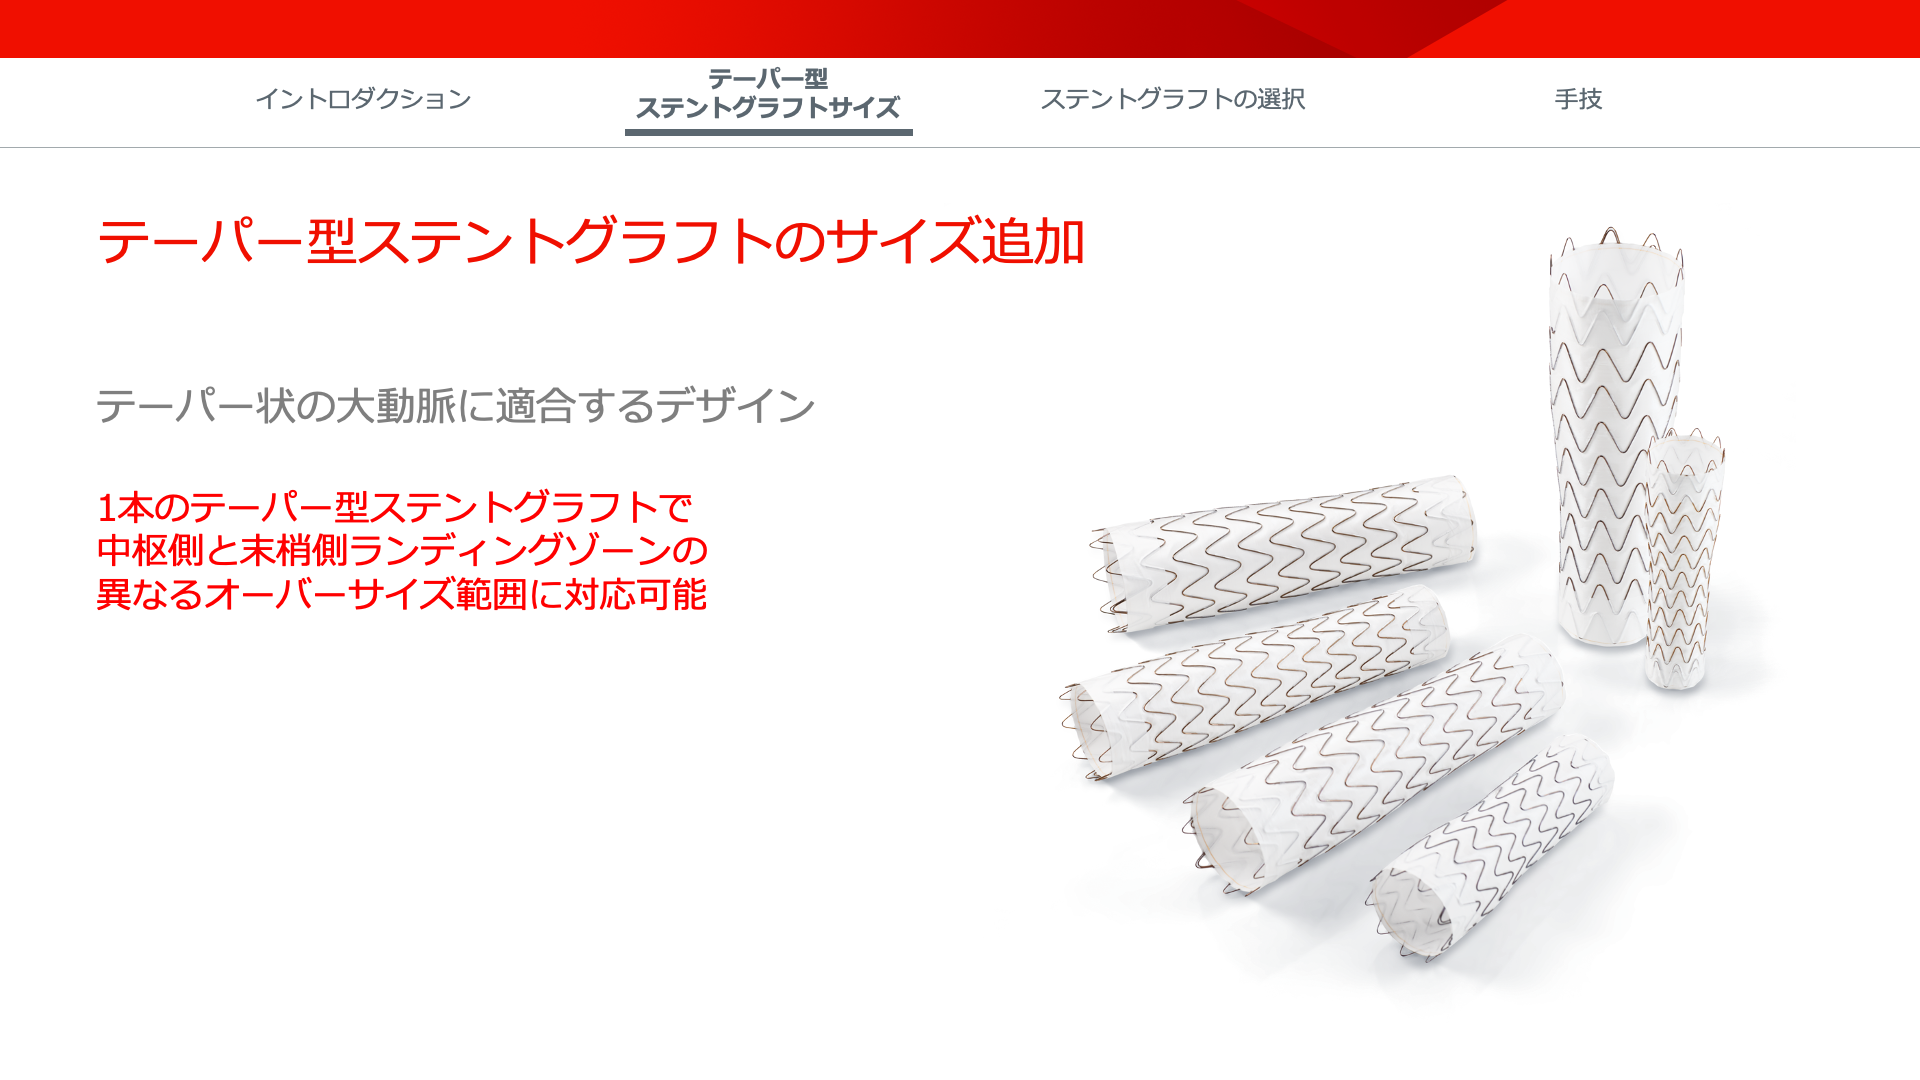 イントロダクション
テーパー型
ステントグラフトサイズ
ステントグラフトの選択
手技
テーパー型ステントグラフトのサイズ追加
テーパー状の大動脈に適合するデザイン
1本のテーパー型ステントグラフトで
中枢側と末梢側ランディングゾーンの
異なるオーバーサイズ範囲に対応可能